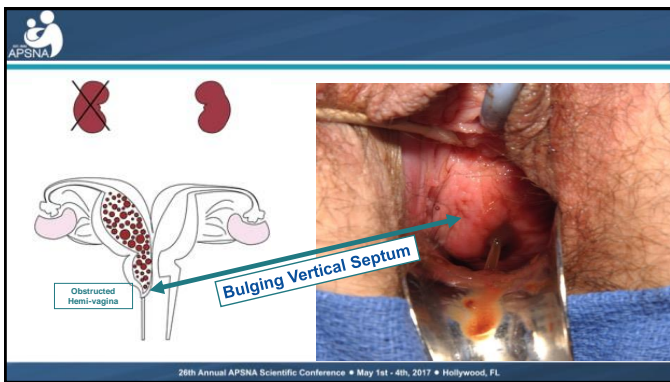 APSNA
Obstructed
Hemi-vagina
Bulging Vertical Septum
26th Annual APSNA Scientific Conference • May 1st - 4th, 2017 • Hollywood, FL